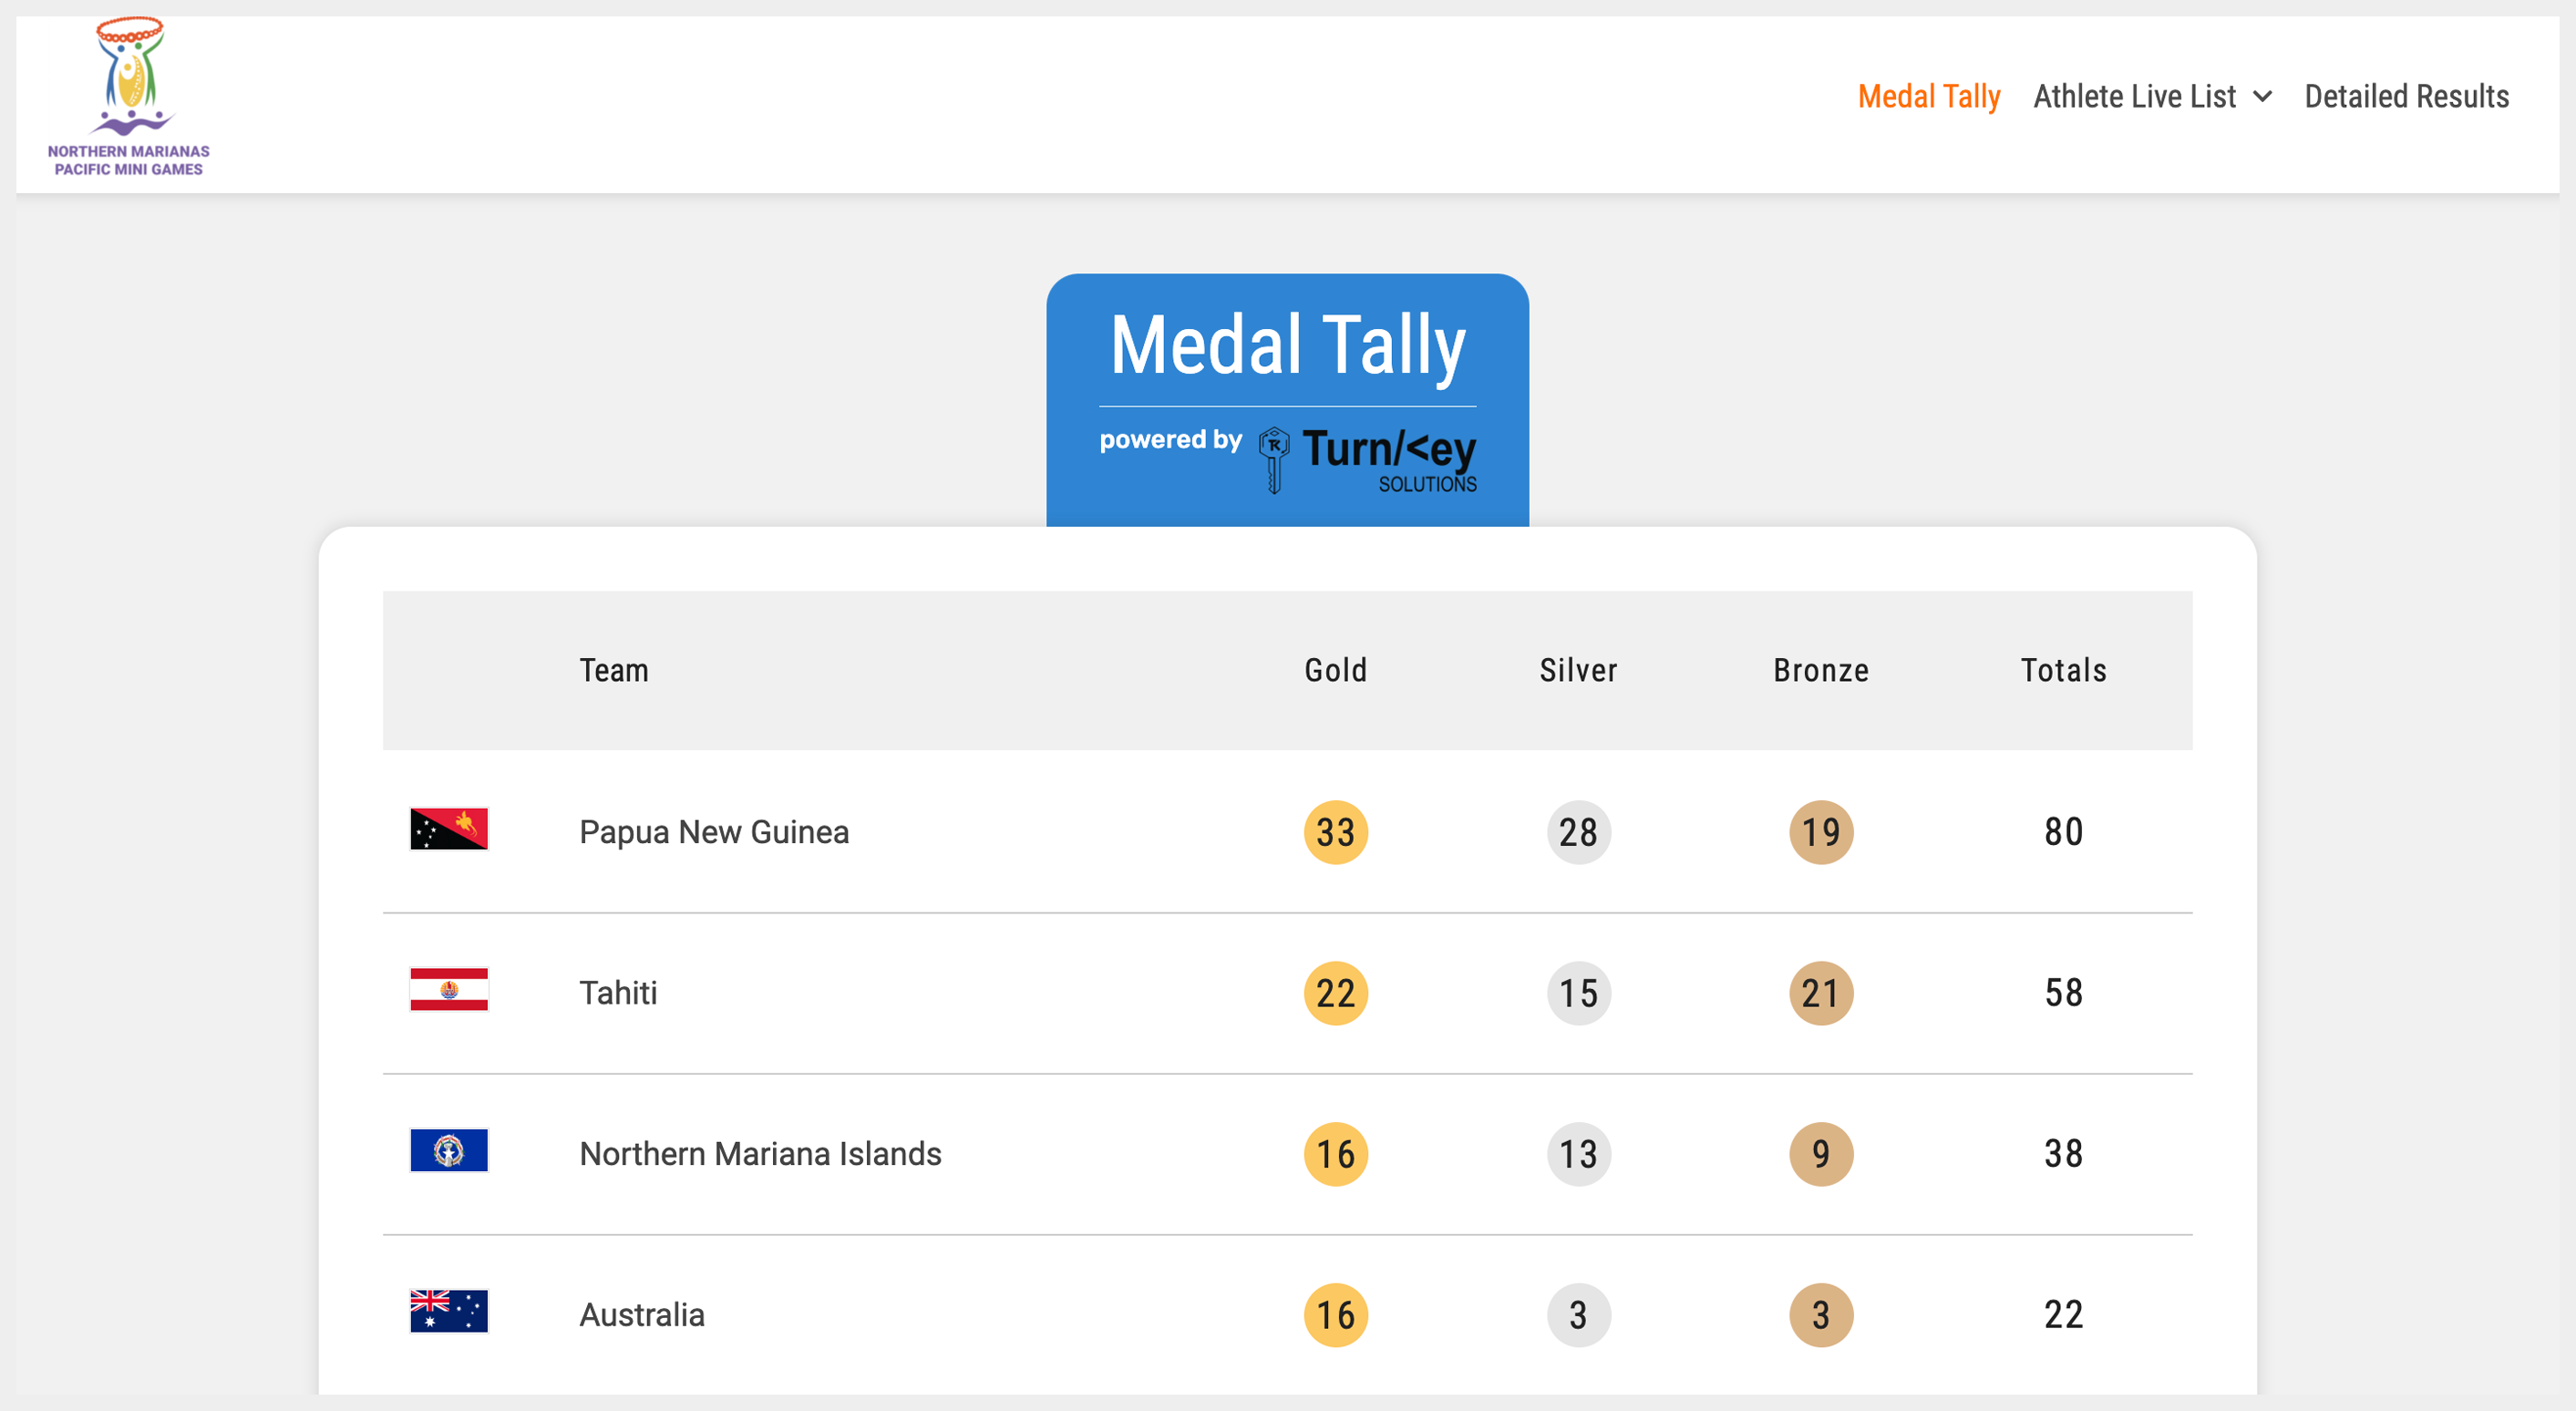 NORTHERN MARIANAS
PACIFIC MINI GAMES
Medal Tally Athlete Live List Detailed Results
Medal Tally
powered by Turn/<ey
SOLUTIONS
Team Gold Silver Bronze Totals
Papua New Guinea 33 28 19 80
Tahiti 22 15 21 58
Northern Mariana Islands 16 13 9 38
Australia 16 3 3 22